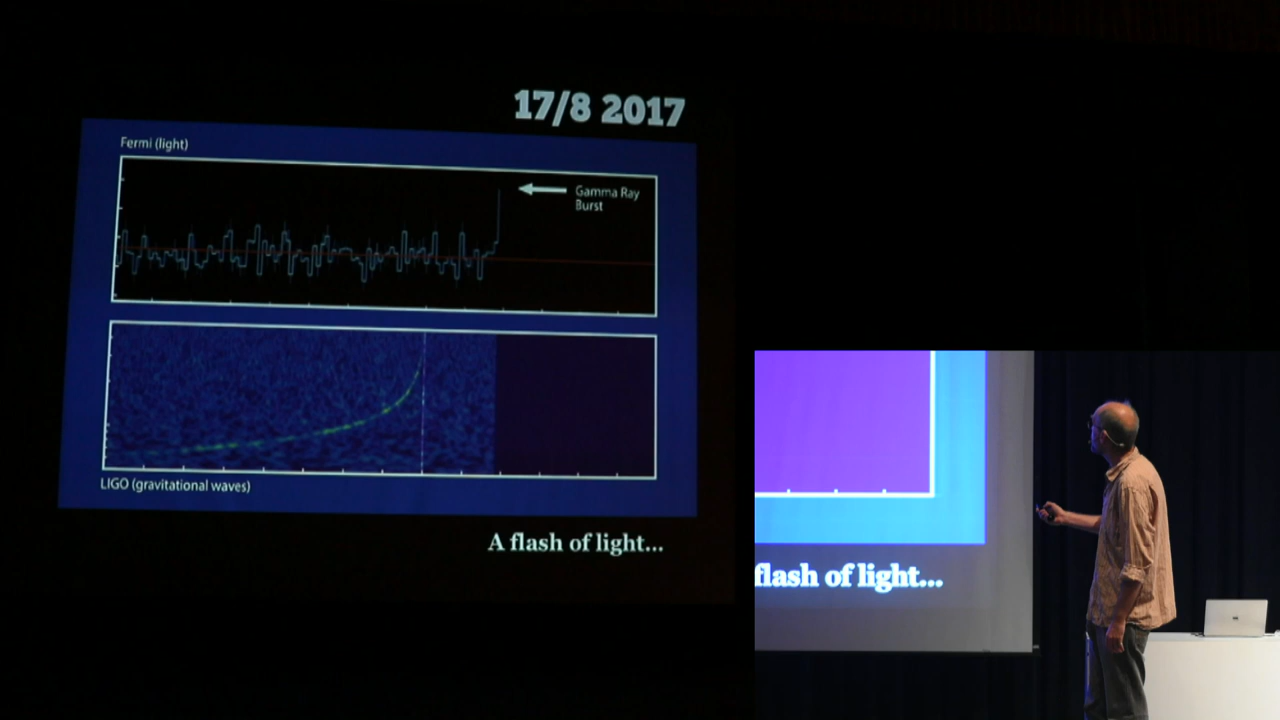 17/8 2017
Fermi (light)
Gamma Ray
Burst
LIGO (gravitational waves)
A flash of light...
flash of light...